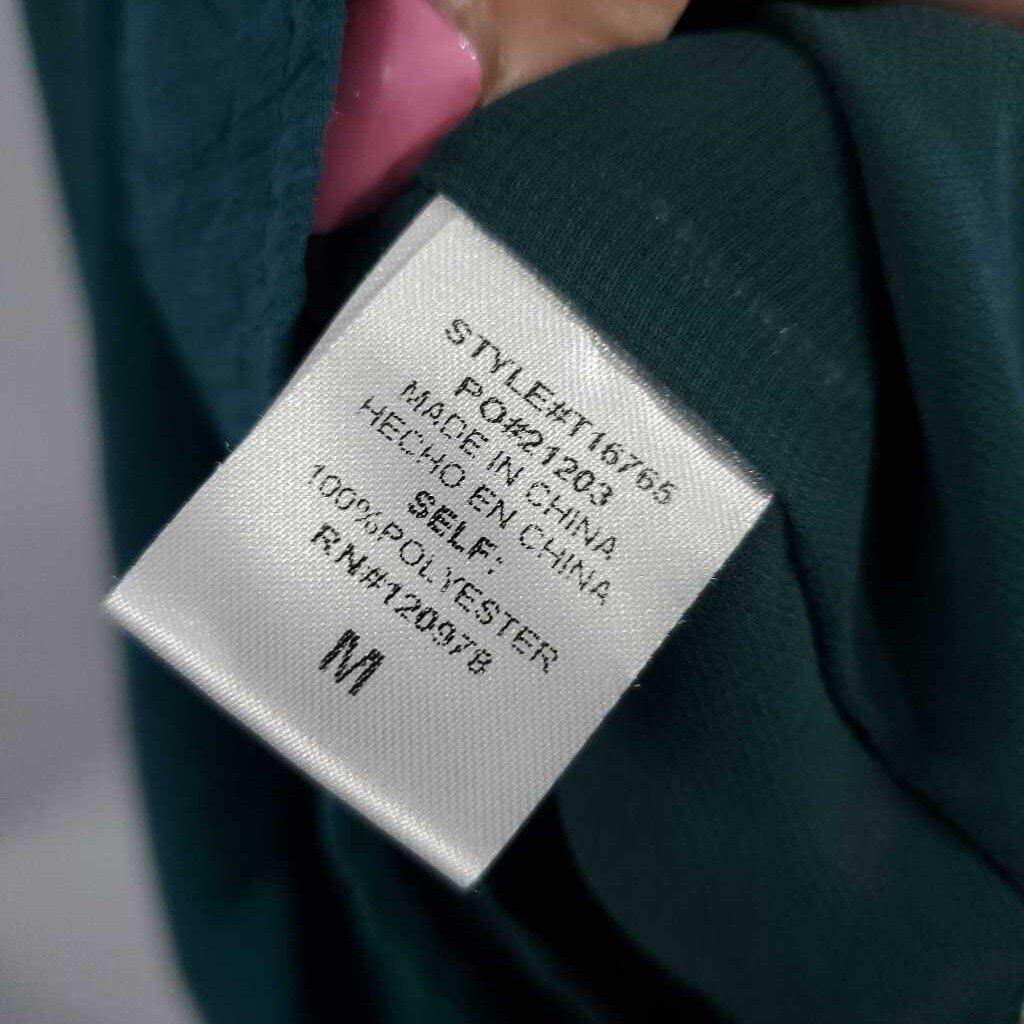 STYLE#T16765
PO#21203
MADE IN CHINA
HECHO EN CHINA
SELF:
100%POLYESTER
RN#120978
M